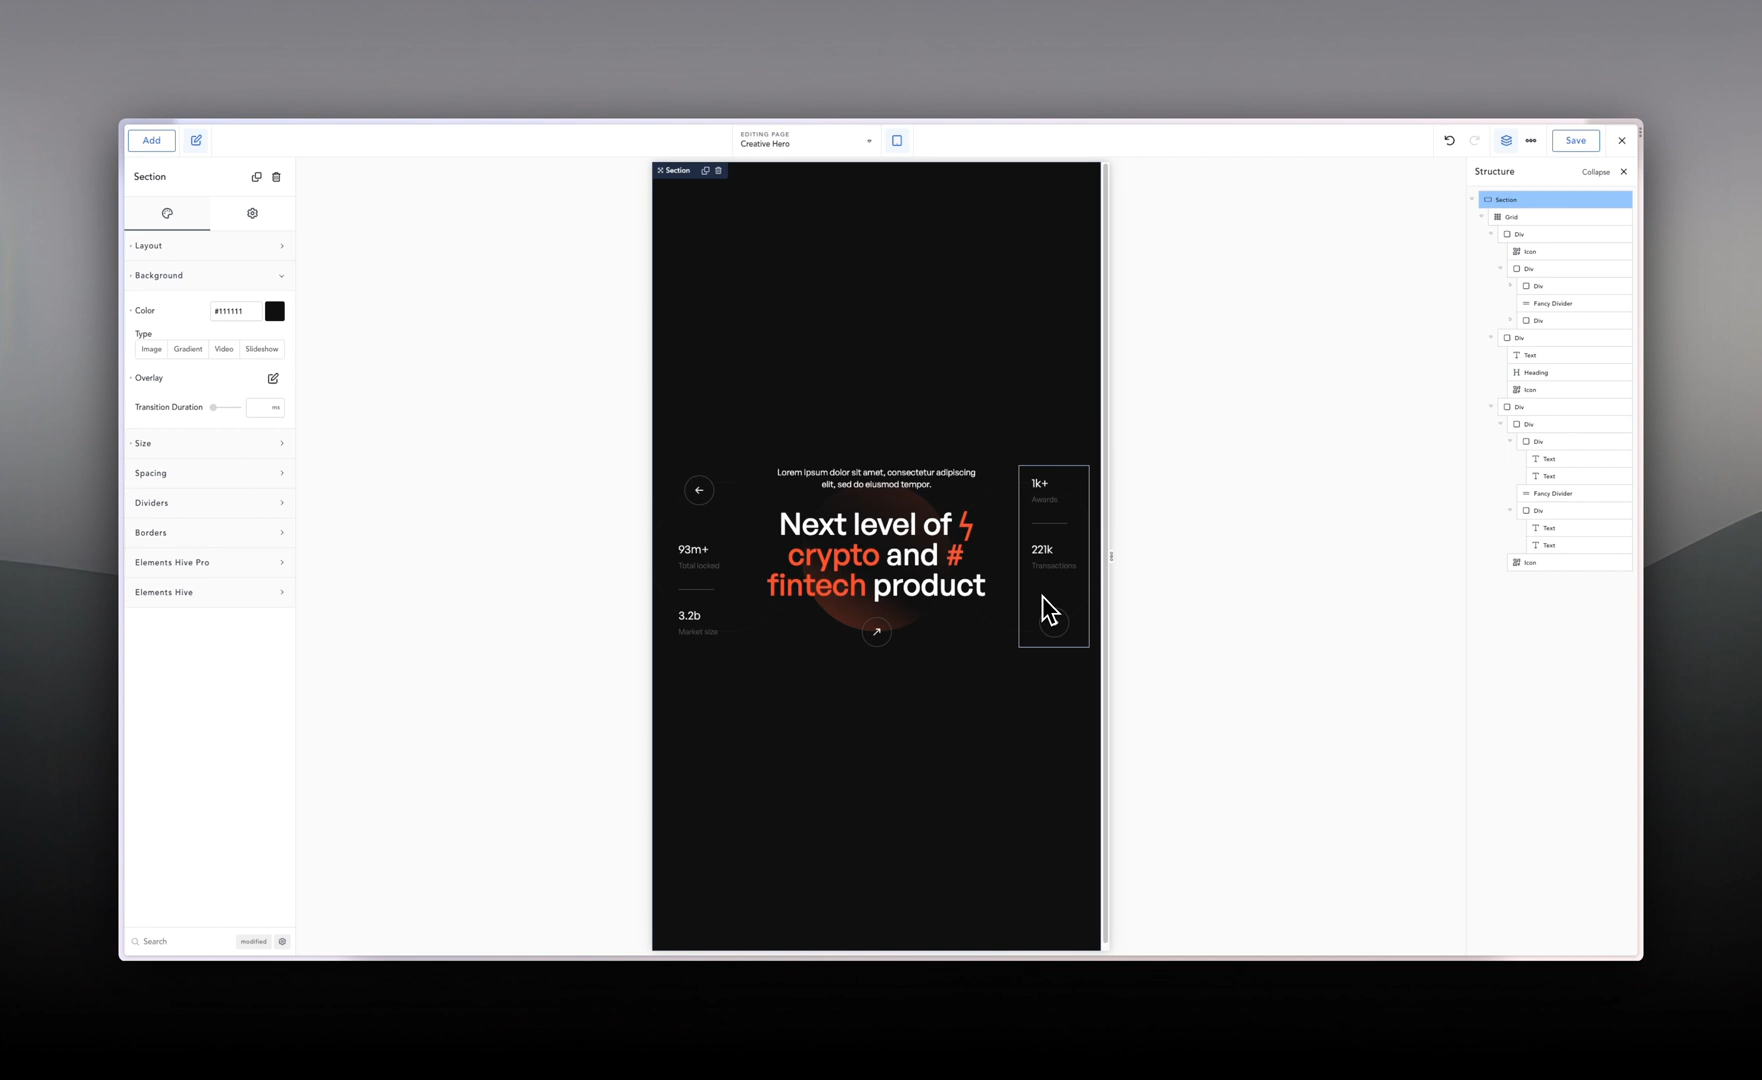 Add
EDITING PAGE
Creative Hero
Save
Section
Layout
Background
Color
#111111
Type
Image
Gradient
Video
Slideshow
Overlay
Transition Duration
ms
Size
Spacing
Dividers
Borders
Elements Hive Pro
Elements Hive
Search
modified
Section
Lorem ipsum dolor sit amet, consectetur adipiscing
elit, sed do eiusmod tempor.
Next level of
crypto and #
fintech product
93m+
Total locked
3.2b
Market size
1k+
Awards
221k
Transactions
Structure
Collapse
Section
Grid
Div
Icon
Div
Div
Fancy Divider
Div
Div
Text
Heading
Icon
Div
Div
Div
Text
Text
Fancy Divider
Div
Text
Text
Icon